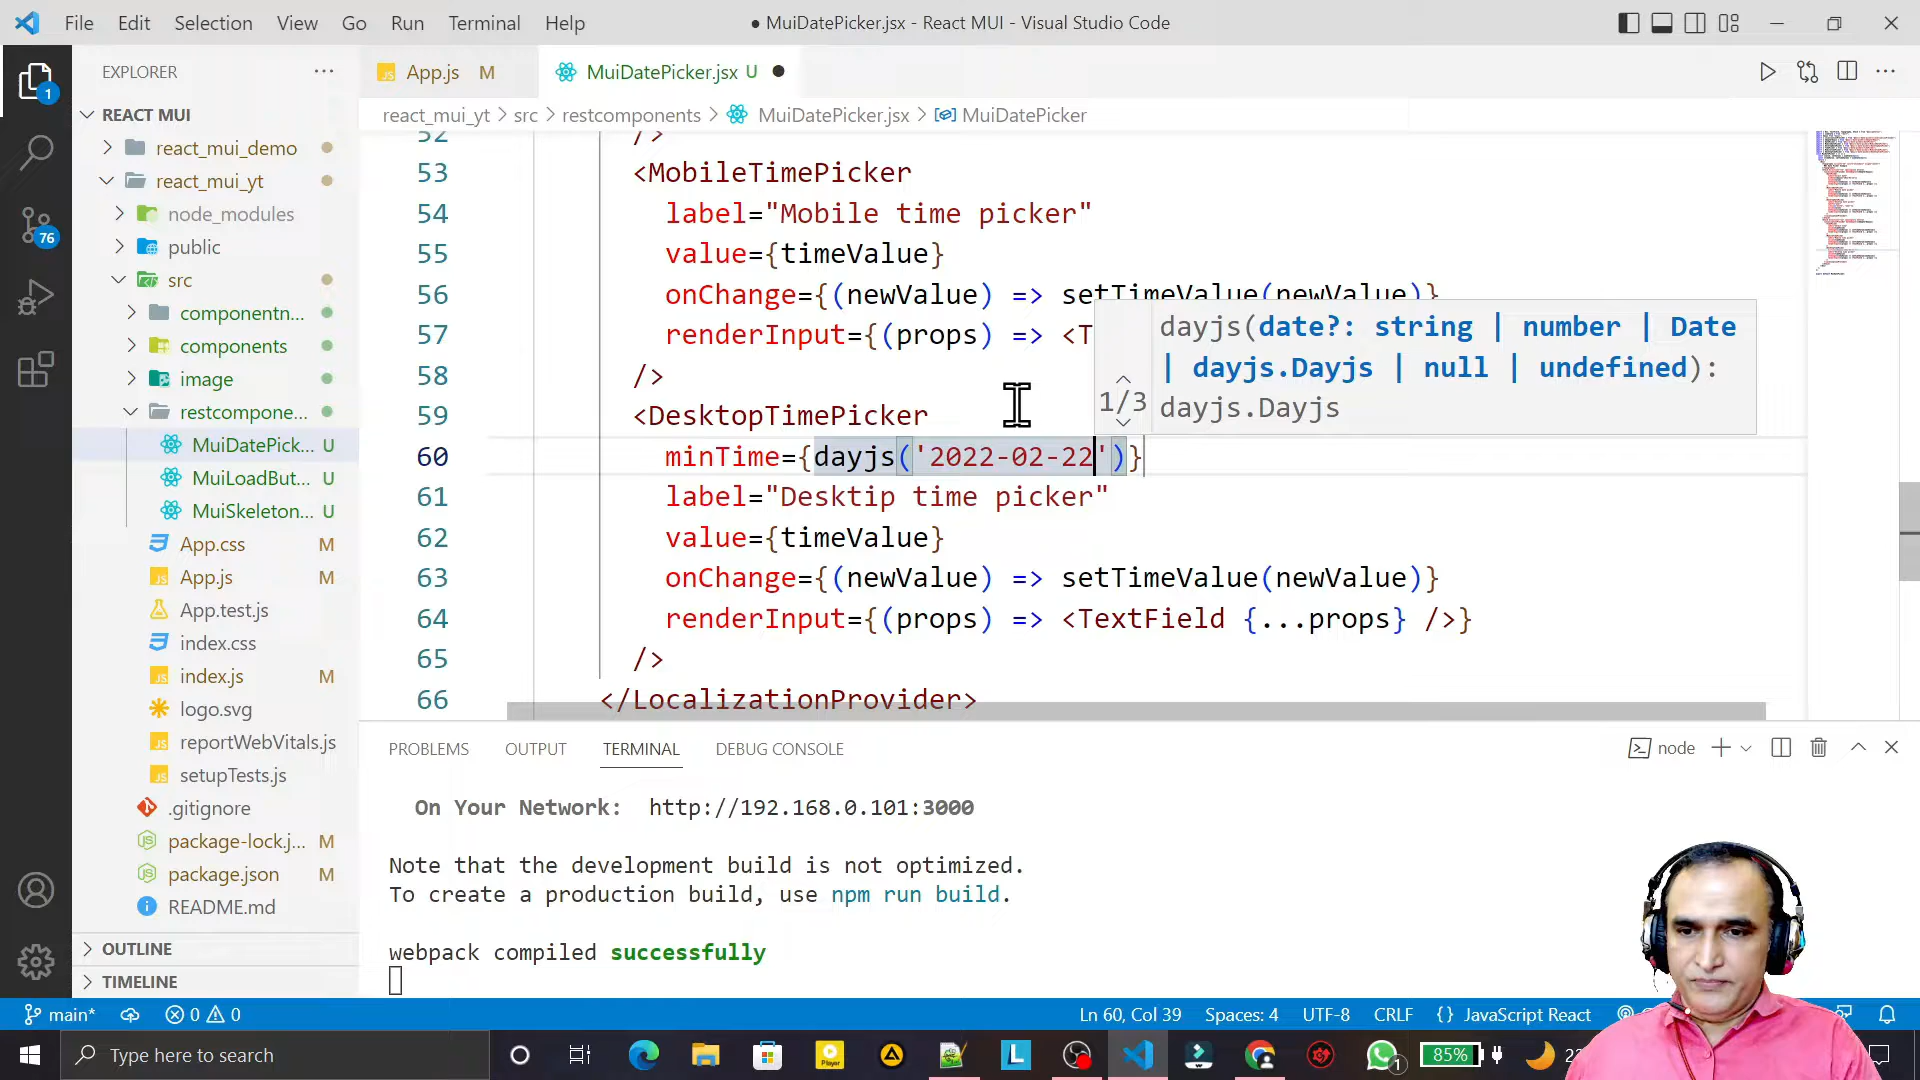 File Edit Selection View Go Run Terminal Help
● MuiDatePicker.jsx - React MUI - Visual Studio Code
EXPLORER
App.js M
MuiDatePicker.jsx U
REACT MUI
react_mui_yt > src > restcomponents > MuiDatePicker.jsx > MuiDatePicker
react_mui_demo
react_mui_yt
node_modules
public
src
componentn...
components
image
restcompone...
MuiDatePick... U
MuiLoadBut... U
MuiSkeleton... U
App.css M
App.js M
App.test.js
index.css
index.js M
logo.svg
reportWebVitals.js
setupTests.js
.gitignore
package-lock.j... M
package.json M
README.md
OUTLINE
TIMELINE
1
76
52 />
53 <MobileTimePicker
54 label="Mobile time picker"
55 value={timeValue}
56 onChange={(newValue) => setTimeValue(newValue)}
57 renderInput={(props) => <T
58 />
59 <DesktopTimePicker
60 minTime={dayjs('2022-02-22')}
61 label="Desktip time picker"
62 value={timeValue}
63 onChange={(newValue) => setTimeValue(newValue)}
64 renderInput={(props) => <TextField {...props} />}
65 />
66 </LocalizationProvider>
1/3
dayjs(date?: string | number | Date
| dayjs.Dayjs | null | undefined):
dayjs.Dayjs
PROBLEMS OUTPUT TERMINAL DEBUG CONSOLE
node
On Your Network: http://192.168.0.101:3000
Note that the development build is not optimized.
To create a production build, use npm run build.
webpack compiled successfully
main* 0 0
Ln 60, Col 39 Spaces: 4 UTF-8 CRLF {} JavaScript React
Type here to search
Player
L
1
85%